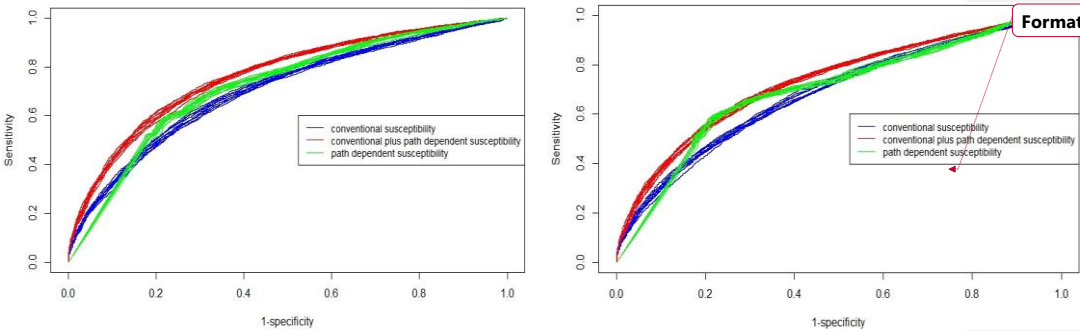 Sensitivity
1.0
0.8
0.6
0.4
0.2
0.0
conventional susceptibility
conventional plus path dependent susceptibility
path dependent susceptibility
0.0 0.2 0.4 0.6 0.8 1.0
1-specificity
Sensitivity
1.0
0.8
0.6
0.4
0.2
0.0
conventional susceptibility
conventional plus path dependent susceptibility
path dependent susceptibility
0.0 0.2 0.4 0.6 0.8 1.0
1-specificity
Format